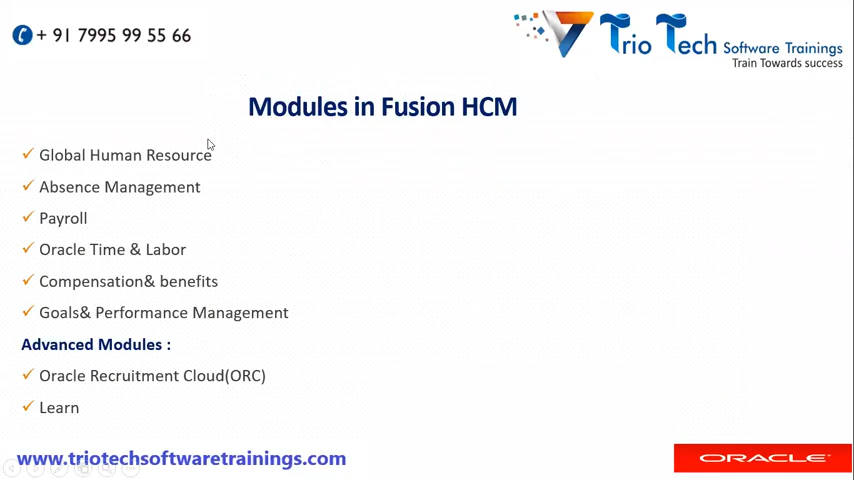 + 91 7995 99 55 66
Trio Tech Software Trainings
Train Towards success
Modules in Fusion HCM
Global Human Resource
Absence Management
Payroll
Oracle Time & Labor
Compensation& benefits
Goals& Performance Management
Advanced Modules :
Oracle Recruitment Cloud(ORC)
Learn
www.triotechsoftwaretrainings.com
ORACLE